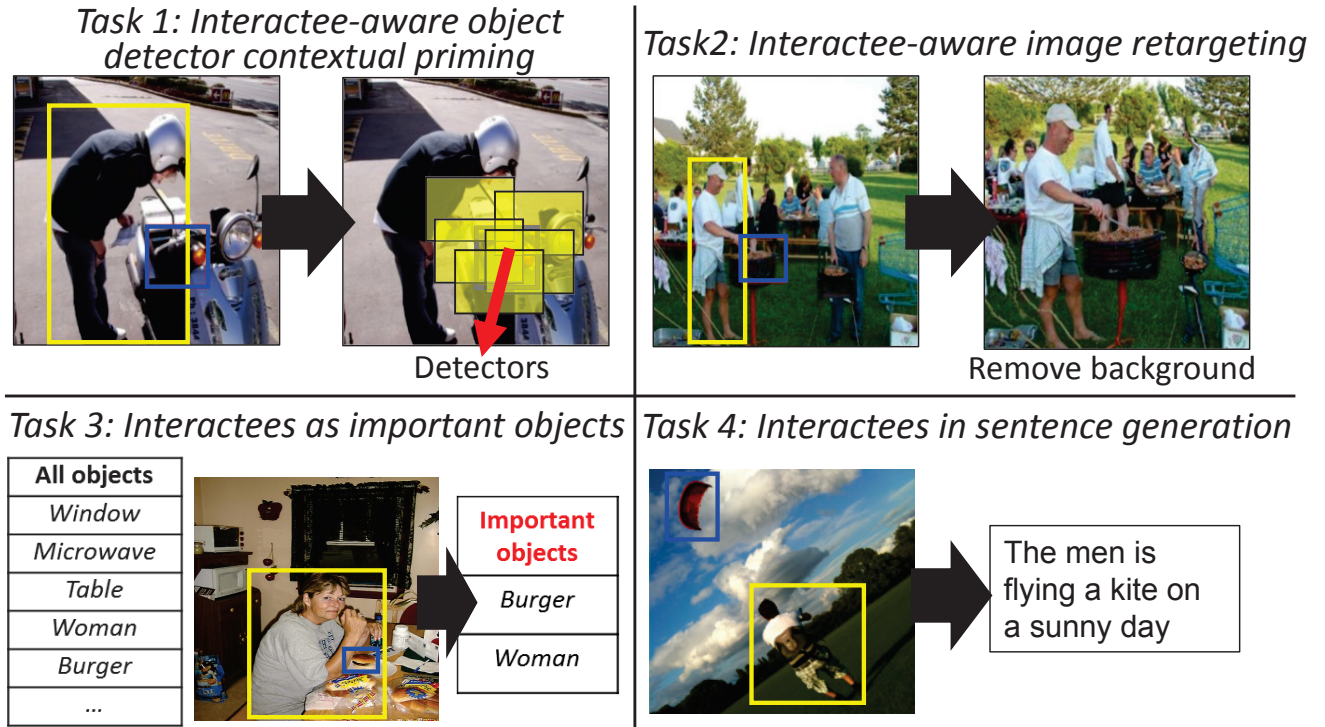 Task 1: Interactee-aware object
detector contextual priming
Detectors
Task2: Interactee-aware image retargeting
Remove background
Task 3: Interactees as important objects
All objects
Window
Microwave
Table
Woman
Burger
...
Important
objects
Burger
Woman
Task 4: Interactees in sentence generation
The men is
flying a kite on
a sunny day